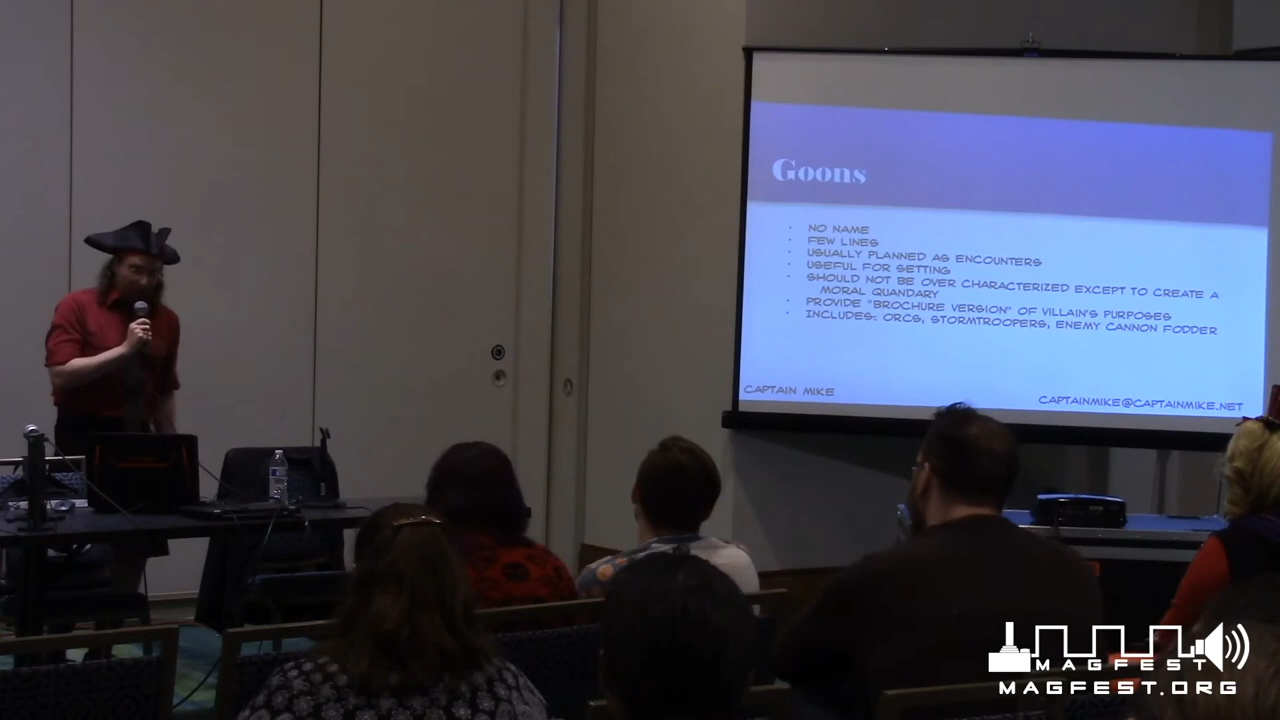 Goons
· NO NAME
· FEW LINES
· USUALLY PLANNED AS ENCOUNTERS
· USEFUL FOR SETTING
· SHOULD NOT BE OVER CHARACTERIZED EXCEPT TO CREATE A
MORAL QUANDARY
· PROVIDE "BROCHURE VERSION" OF VILLAIN'S PURPOSES
· INCLUDES: ORCS, STORMTROOPERS, ENEMY CANNON FODDER
CAPTAIN MIKE
CAPTAINMIKE@CAPTAINMIKE.NET
MAGFEST
MAGFEST.ORG